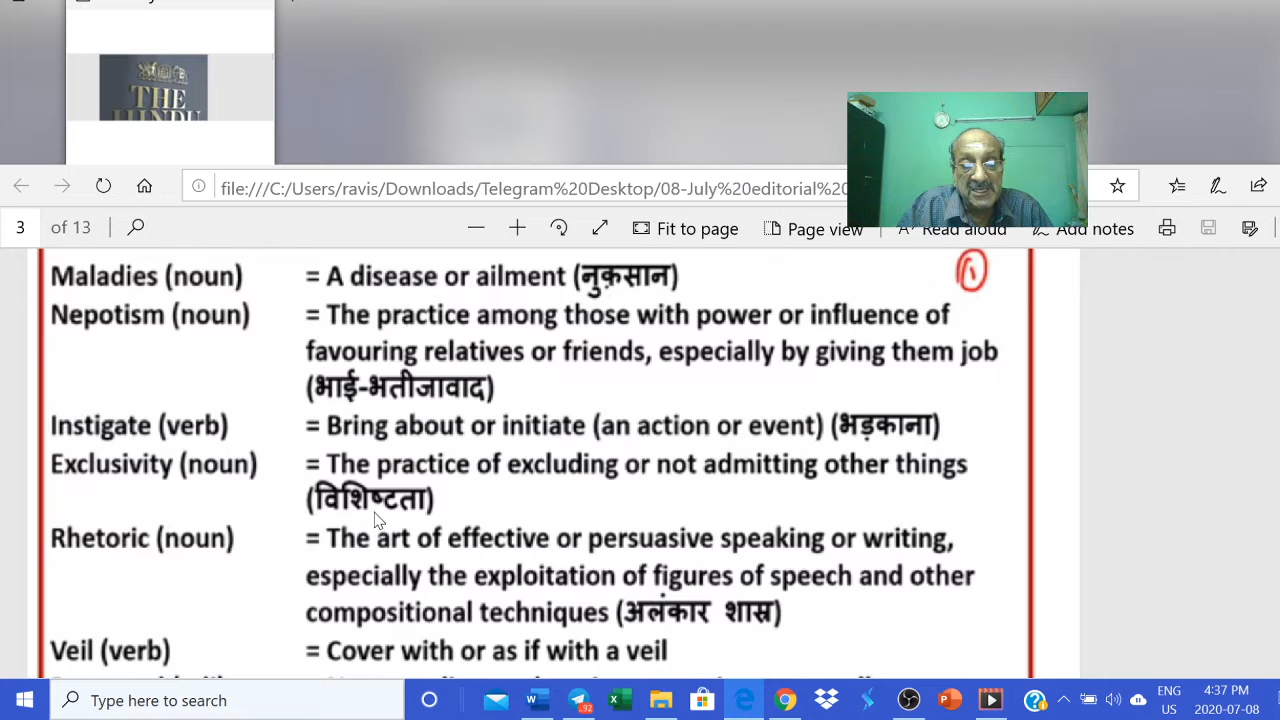 THE
HINDU
file:///C:/Users/ravis/Downloads/Telegram%20Desktop/08-July%20editorial%20
3 of 13 Fit to page Page view Read aloud Add notes
Maladies (noun) = A disease or ailment (नुक़सान)
Nepotism (noun) = The practice among those with power or influence of
favouring relatives or friends, especially by giving them job
(भाई-भतीजावाद)
Instigate (verb) = Bring about or initiate (an action or event) (भड़काना)
Exclusivity (noun) = The practice of excluding or not admitting other things
(विशिष्टता)
Rhetoric (noun) = The art of effective or persuasive speaking or writing,
especially the exploitation of figures of speech and other
compositional techniques (अलंकार शास्र)
Veil (verb) = Cover with or as if with a veil
Type here to search
92
ENG 4:37 PM
US 2020-07-08